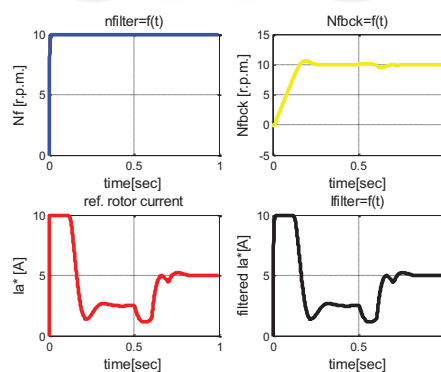 nfilter=f(t)
Nf [r.p.m.]
10
5
0
0
0.5
1
time[sec]
Nfbck=f(t)
Nfbck [r.p.m.]
15
10
5
0
-5
0
0.5
time[sec]
ref. rotor current
Ia* [A]
10
5
0
0
0.5
1
time[sec]
Ifilter=f(t)
filtered Ia* [A]
10
5
0
0
0.5
time[sec]